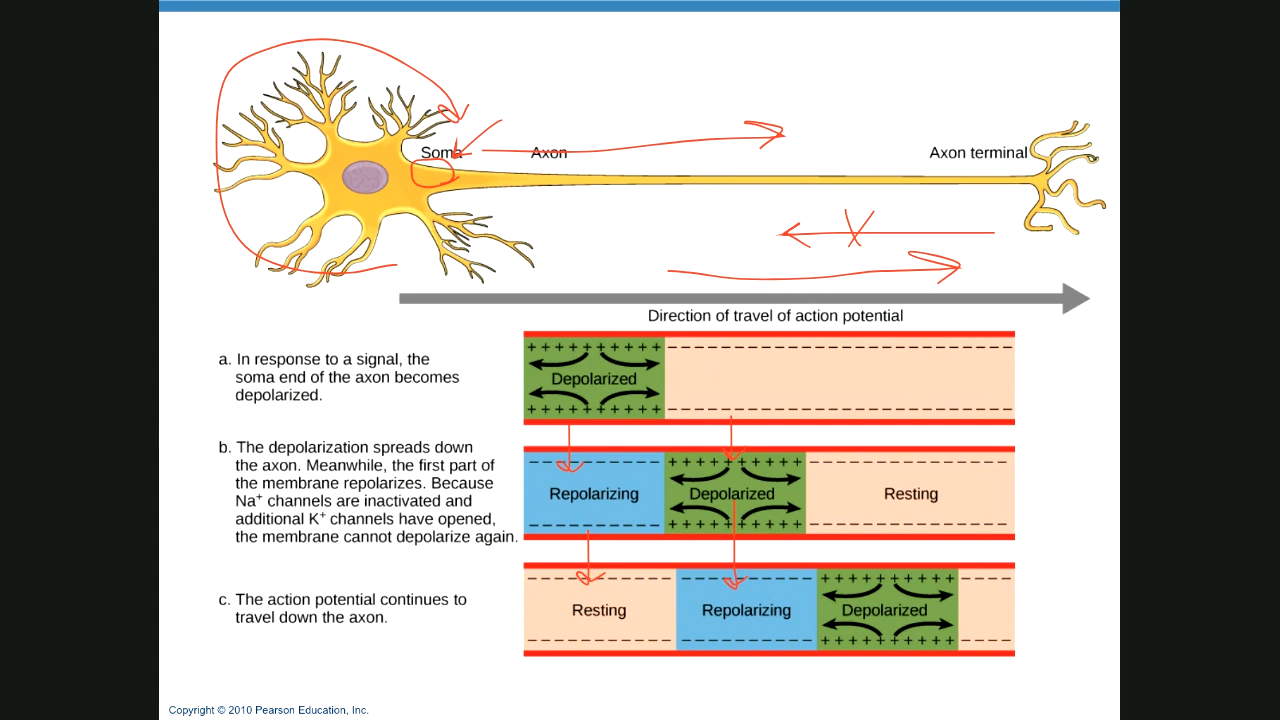 Soma
Axon
Axon terminal
Direction of travel of action potential
a. In response to a signal, the
soma end of the axon becomes
depolarized.
+ + + + + + + + + + +
Depolarized
+ + + + + + + + + + +
b. The depolarization spreads down
the axon. Meanwhile, the first part of
the membrane repolarizes. Because
Na⁺ channels are inactivated and
additional K⁺ channels have opened,
the membrane cannot depolarize again.
+ + + + + + + + + + +
Repolarizing Depolarized Resting
+ + + + + + + + + + +
c. The action potential continues to
travel down the axon.
+ + + + + + + + + + +
Resting Repolarizing Depolarized
+ + + + + + + + + + +
Copyright © 2010 Pearson Education, Inc.